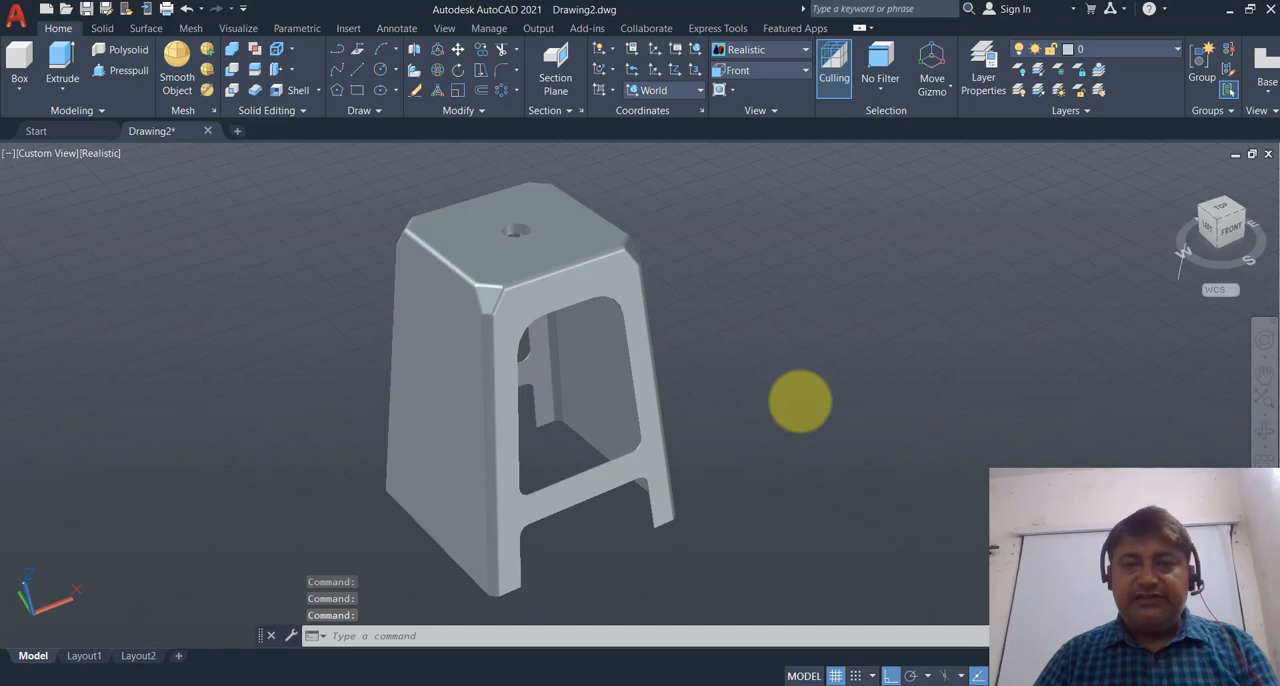 Autodesk AutoCAD 2021 Drawing2.dwg
Type a keyword or phrase
Sign In
Home Solid Surface Mesh Visualize Parametric Insert Annotate View Manage Output Add-ins Collaborate Express Tools Featured Apps
Box
Extrude
Polysolid
Presspull
Smooth
Object
Shell
Section
Plane
World
Realistic
Front
Culling
No Filter
Move
Gizmo
Layer
Properties
0
Group
Base
Modeling
Mesh
Solid Editing
Draw
Modify
Section
Coordinates
View
Selection
Layers
Groups
View
Start
Drawing2*
[−][Custom View][Realistic]
TOP
LEFT
FRONT
E
W
S
WCS
Z
X
Command:
Command:
Command:
Type a command
Model
Layout1
Layout2
MODEL